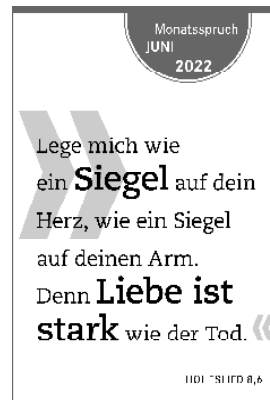 Monatsspruch
JUNI
2022
Lege mich wie
ein Siegel auf dein
Herz, wie ein Siegel
auf deinen Arm.
Denn Liebe ist
stark wie der Tod.
HOHESLIED 8,6